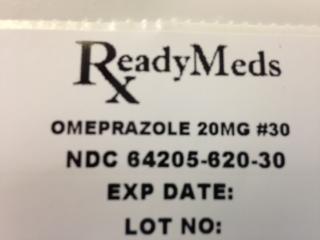 ReadyMeds
OMEPRAZOLE 20MG #30
NDC 64205-620-30
EXP DATE:
LOT NO: